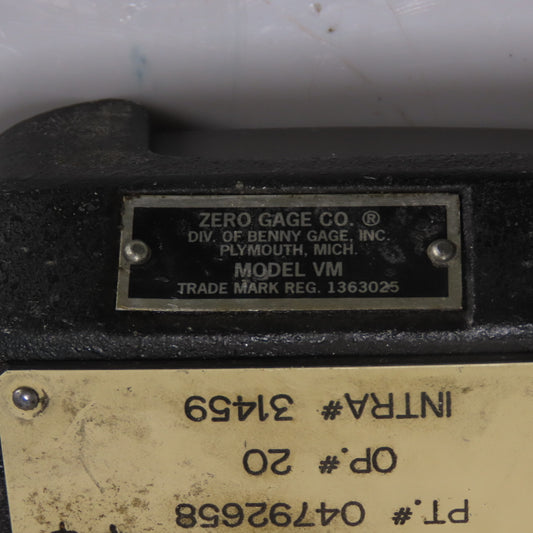 ZERO GAGE CO. ®
DIV. OF BENNY GAGE, INC.
PLYMOUTH, MICH.
MODEL VM
TRADE MARK REG. 1363025
PT.# 04792658
OP.# 20
INTRA# 31459